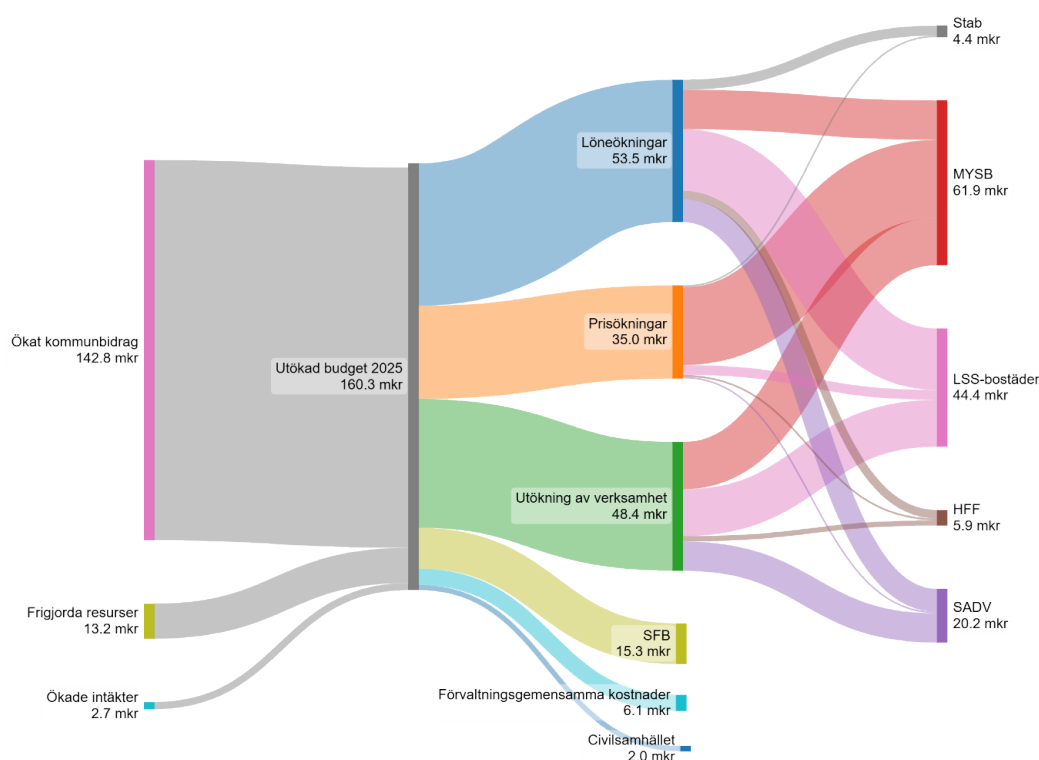 Stab
4.4 mkr
Löneökningar
53.5 mkr
MYSB
61.9 mkr
Ökat kommunbidrag
142.8 mkr
Utökad budget 2025
160.3 mkr
Prisökningar
35.0 mkr
LSS-bostäder
44.4 mkr
Utökning av verksamhet
48.4 mkr
HFF
5.9 mkr
Frigjorda resurser
13.2 mkr
SADV
20.2 mkr
SFB
15.3 mkr
Ökade intäkter
2.7 mkr
Förvaltningsgemensamma kostnader
6.1 mkr
Civilsamhället
2.0 mkr